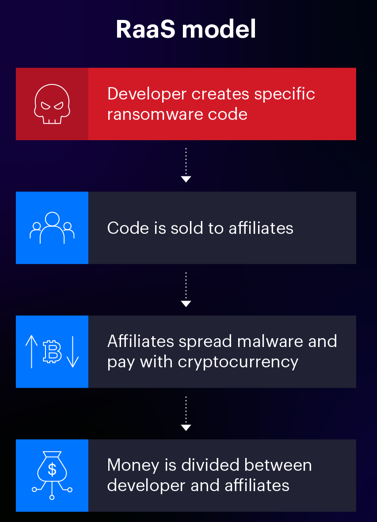 RaaS model
Developer creates specific
ransomware code
Code is sold to affiliates
Affiliates spread malware and
pay with cryptocurrency
Money is divided between
developer and affiliates